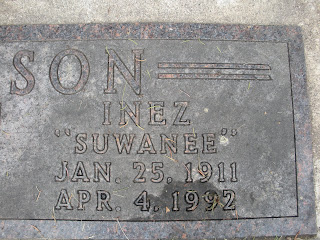 SON
INEZ
"SUWANEE"
JAN. 25. 1911
APR. 4. 1992